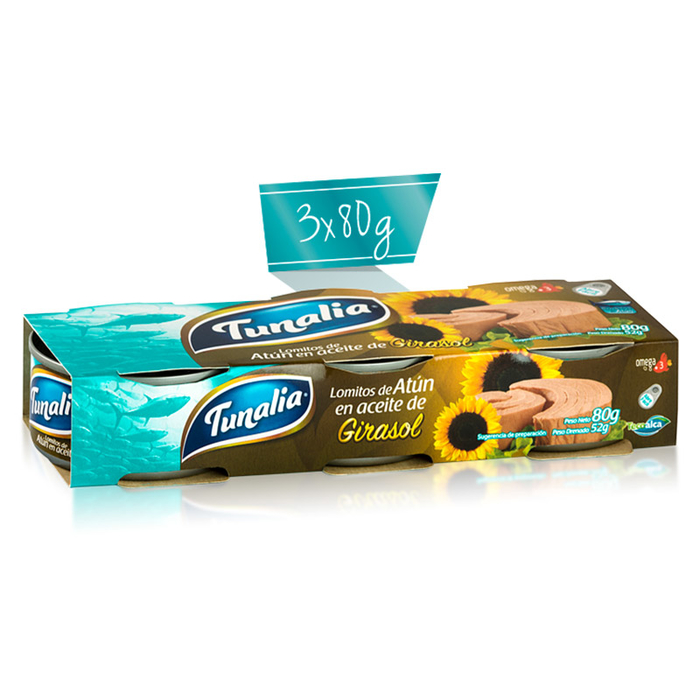 3x80g
Tunalia
Lomitos de
Atún en aceite de Girasol
omega
3
Peso Neto 80g
52g
Tunalia
Lomitos de
Atún
en aceite
Tunalia
Lomitos de Atún
en aceite de
Girasol
Sugerencia de preparación
Peso Neto 80g
Peso Drenado 52g
omega
3